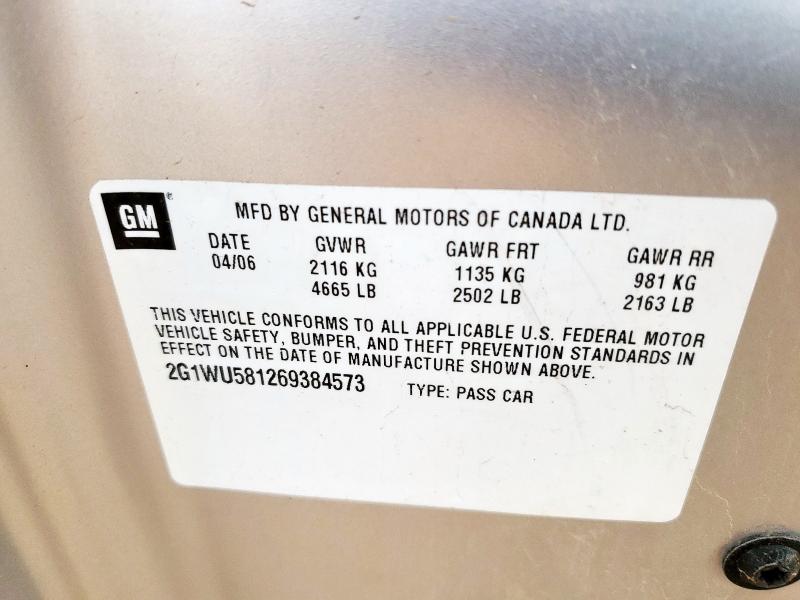 GM
MFD BY GENERAL MOTORS OF CANADA LTD.
DATE GVWR GAWR FRT GAWR RR
04/06 2116 KG 1135 KG 981 KG
4665 LB 2502 LB 2163 LB
THIS VEHICLE CONFORMS TO ALL APPLICABLE U.S. FEDERAL MOTOR
VEHICLE SAFETY, BUMPER, AND THEFT PREVENTION STANDARDS IN
EFFECT ON THE DATE OF MANUFACTURE SHOWN ABOVE.
2G1WU581269384573 TYPE: PASS CAR